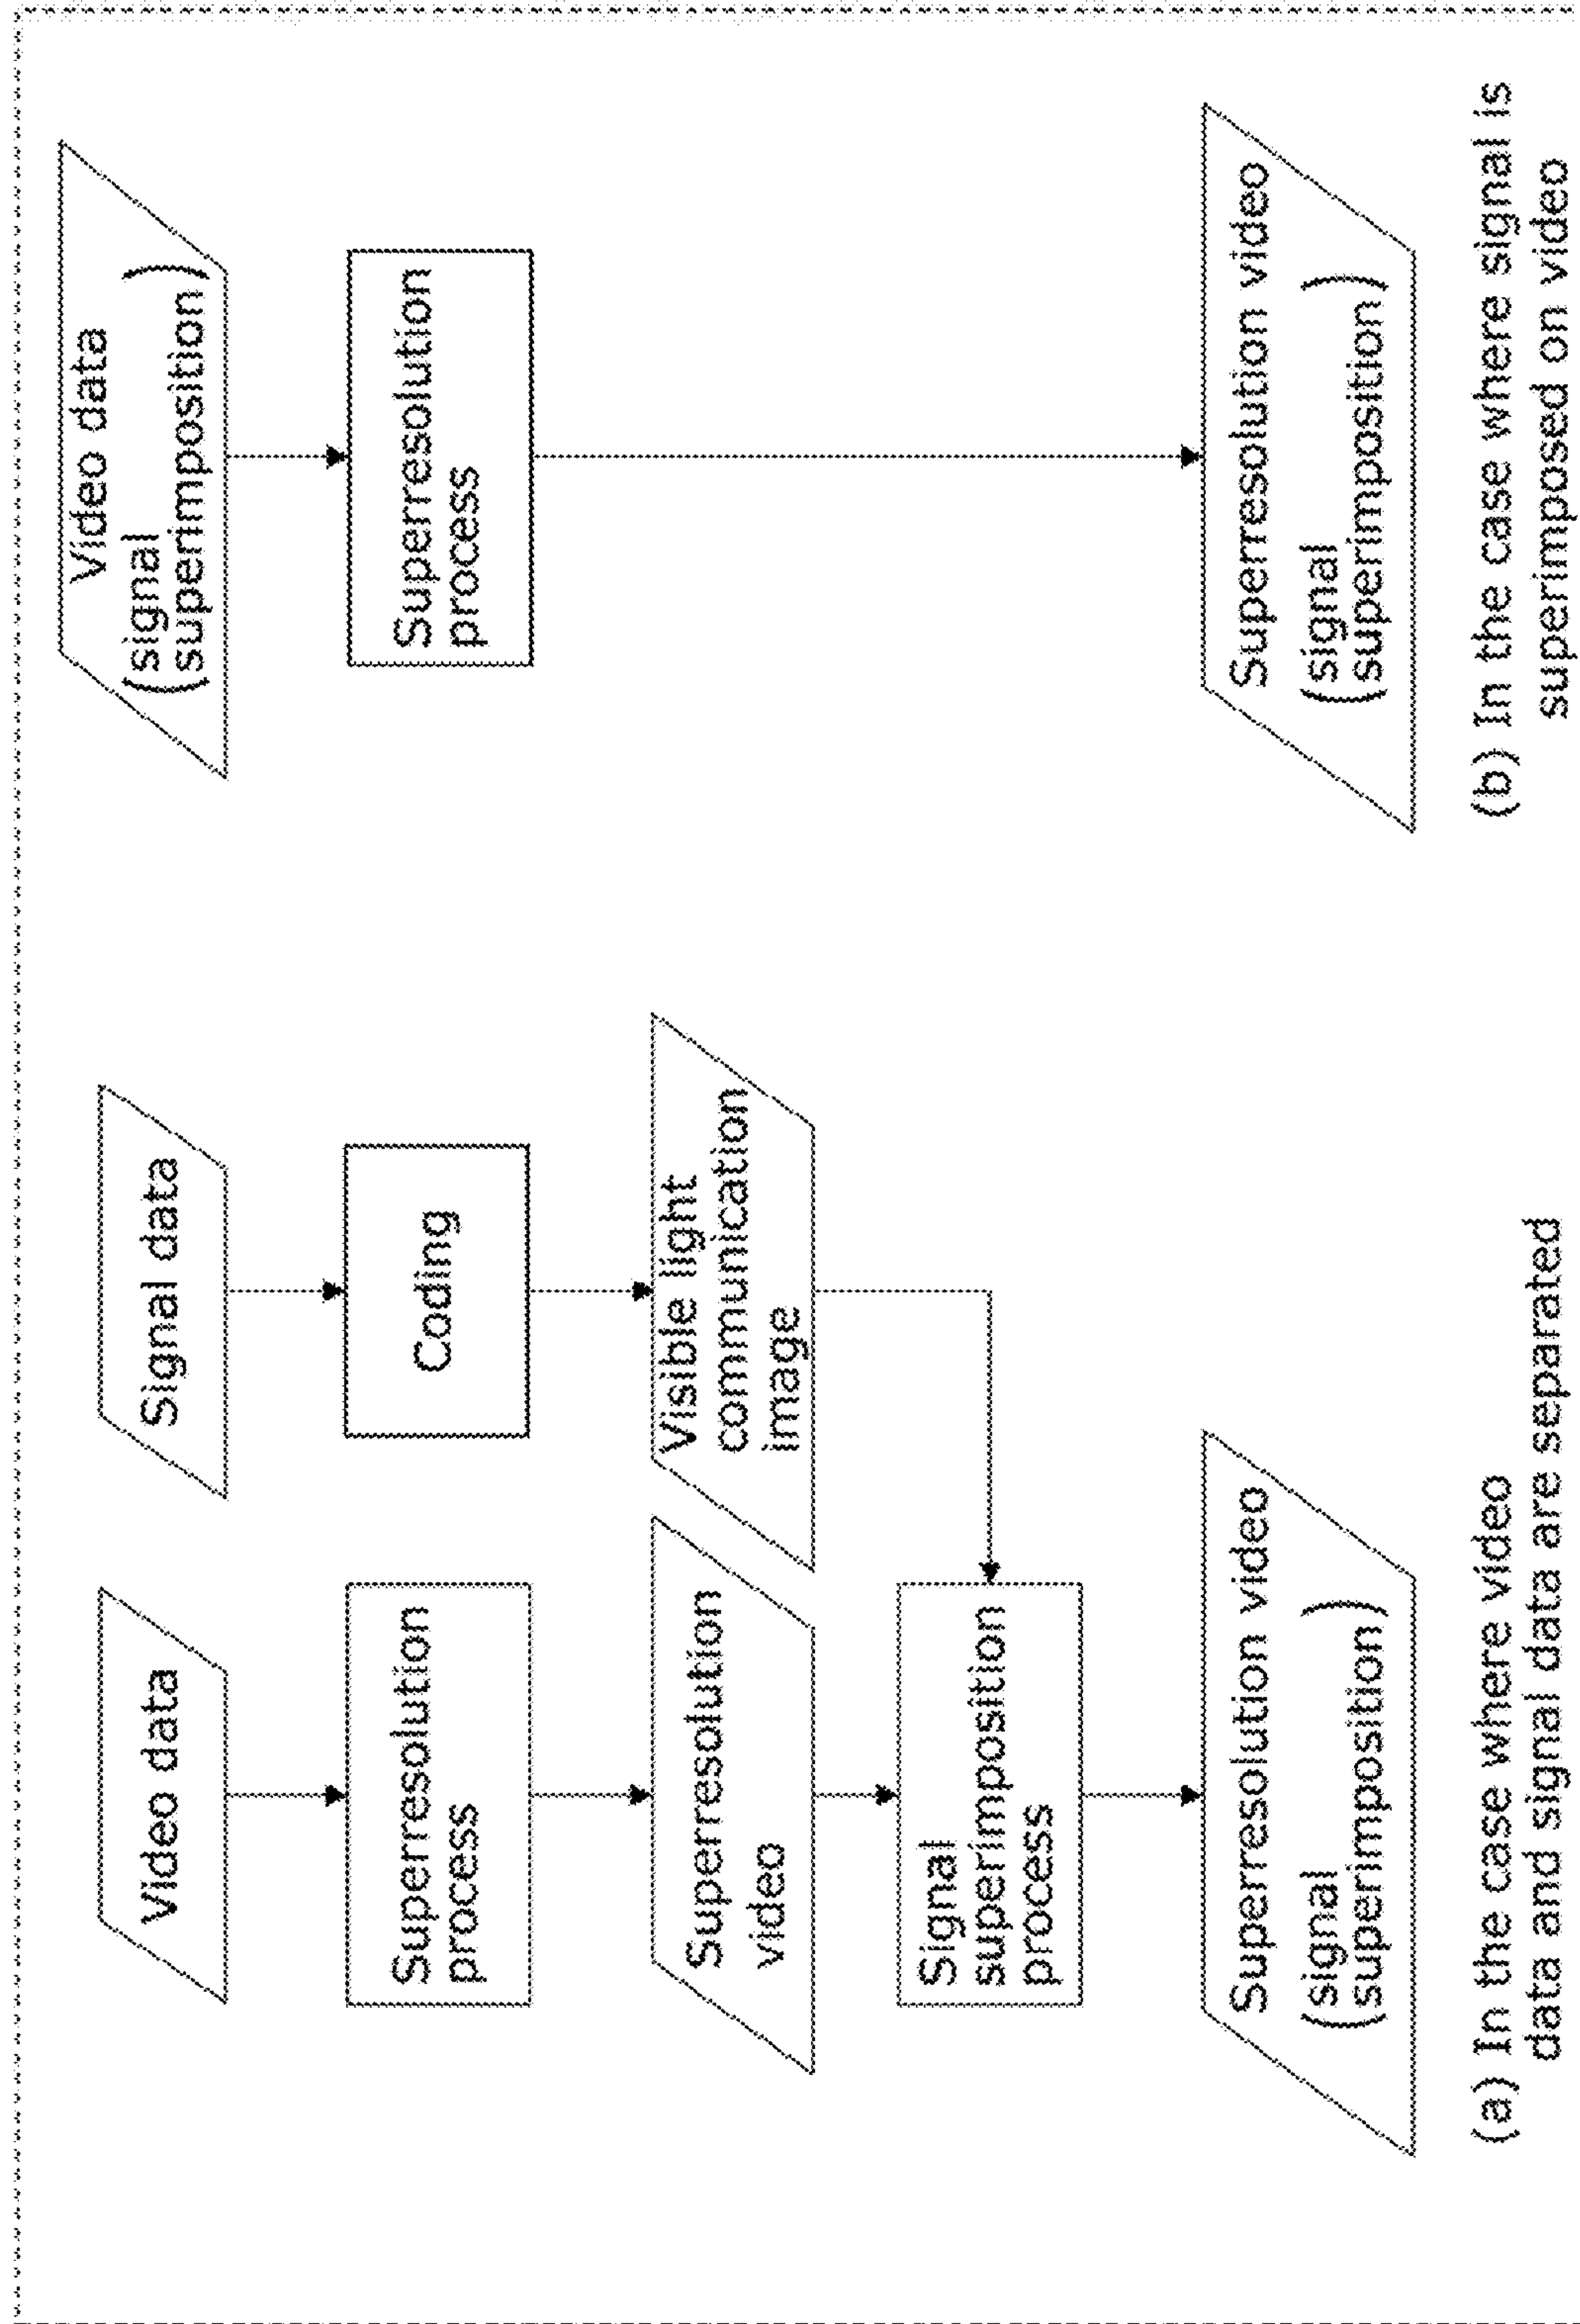 Video data
Superresolution
process
Superresolution
video
Signal
superimposition
process
Superresolution video
(signal
superimposition)
Signal data
Coding
Visible light
communication
image
(a) In the case where video
data and signal data are separated
Video data
(signal
superimposition)
Superresolution
process
Superresolution video
(signal
superimposition)
(b) In the case where signal is
superimposed on video